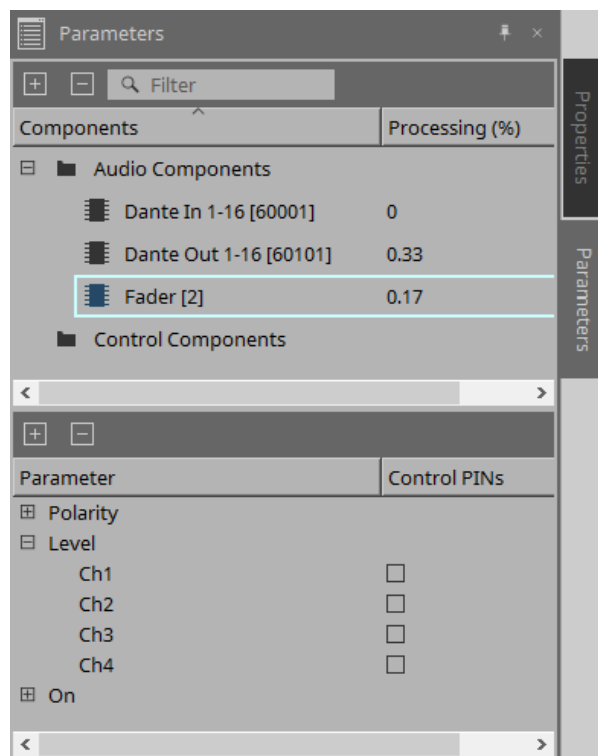 Parameters
Filter
Components Processing (%)
Audio Components
Dante In 1-16 [60001] 0
Dante Out 1-16 [60101] 0.33
Fader [2] 0.17
Control Components
Parameter Control PINs
Polarity
Level
Ch1
Ch2
Ch3
Ch4
On
Properties
Parameters